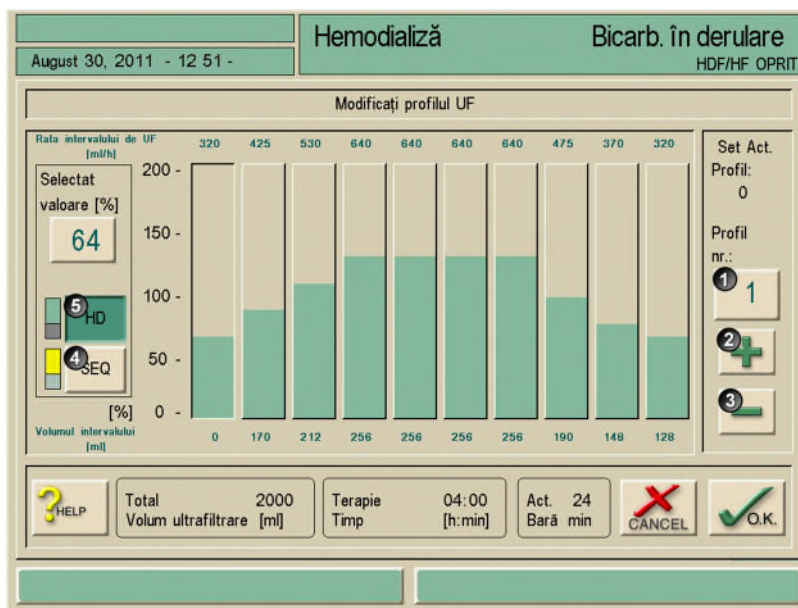 Hemodializă Bicarb. în derulare
August 30, 2011 - 12 51 -
HDF/HF OPRIT
Modificați profilul UF
Rata intervalului de UF
[ml/h]
320 425 530 640 640 640 640 475 370 320
Selectat
valoare [%]
64
200 -
150 -
100 -
50 -
[%] 0 -
5 HD
4 SEQ
Volumul intervalului
[ml]
0 170 212 256 256 256 256 190 148 128
Set Act.
Profil:
0
Profil
nr.:
1 1
2 +
3 −
? HELP
Total 2000
Volum ultrafiltrare [ml]
Terapie 04:00
Timp [h:min]
Act. 24
Bară min
CANCEL
O.K.